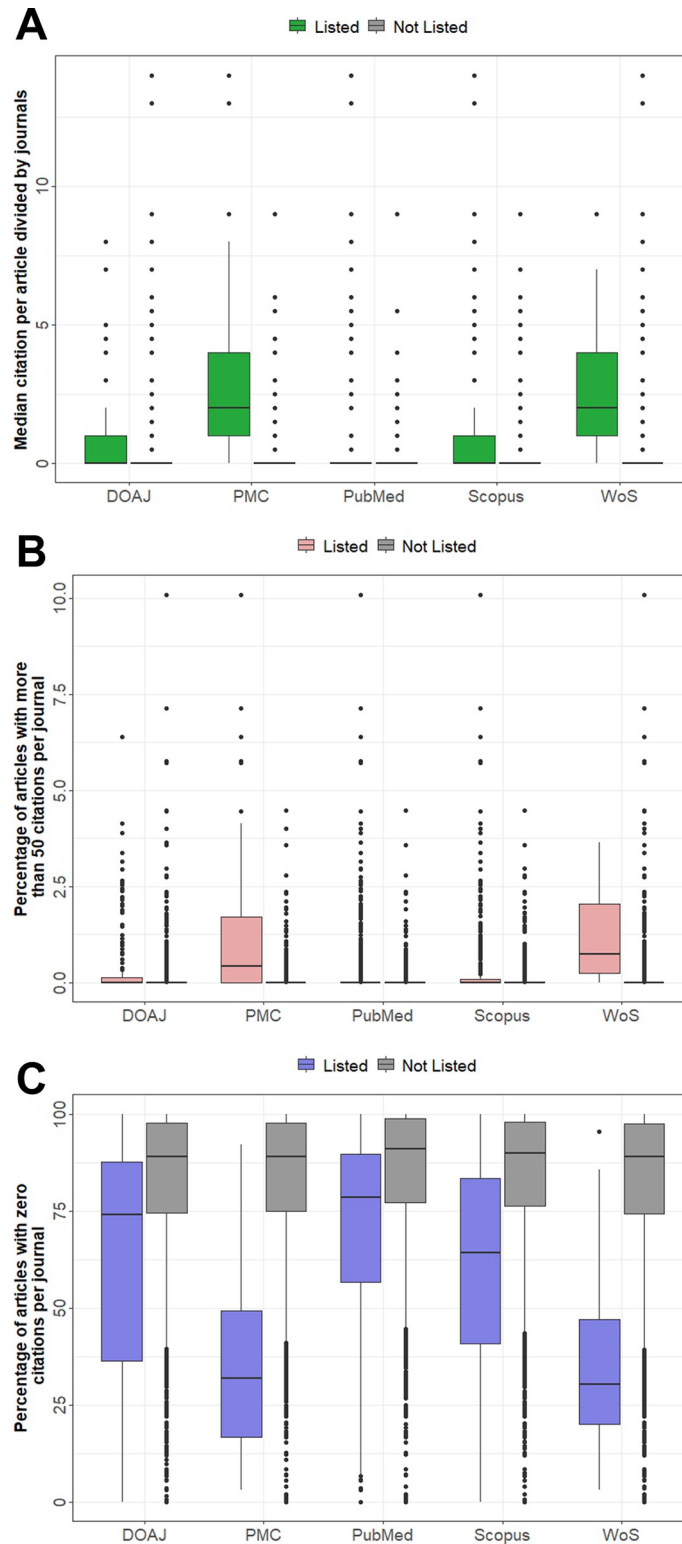 A
Listed Not Listed
Median citation per article divided by journals
10
5
0
DOAJ PMC PubMed Scopus WoS
B
Listed Not Listed
Percentage of articles with more
than 50 citations per journal
10.0
7.5
5.0
2.5
0.0
DOAJ PMC PubMed Scopus WoS
C
Listed Not Listed
Percentage of articles with zero
citations per journal
100
75
50
25
0
DOAJ PMC PubMed Scopus WoS